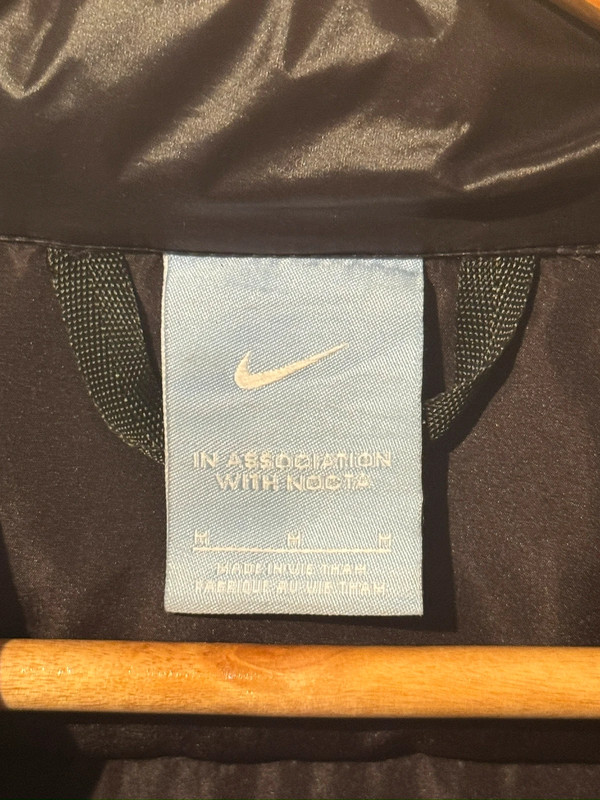 IN ASSOCIATION
WITH NOCTA
M M M
MADE IN VIETNAM
FABRIQUÉ AU VIETNAM